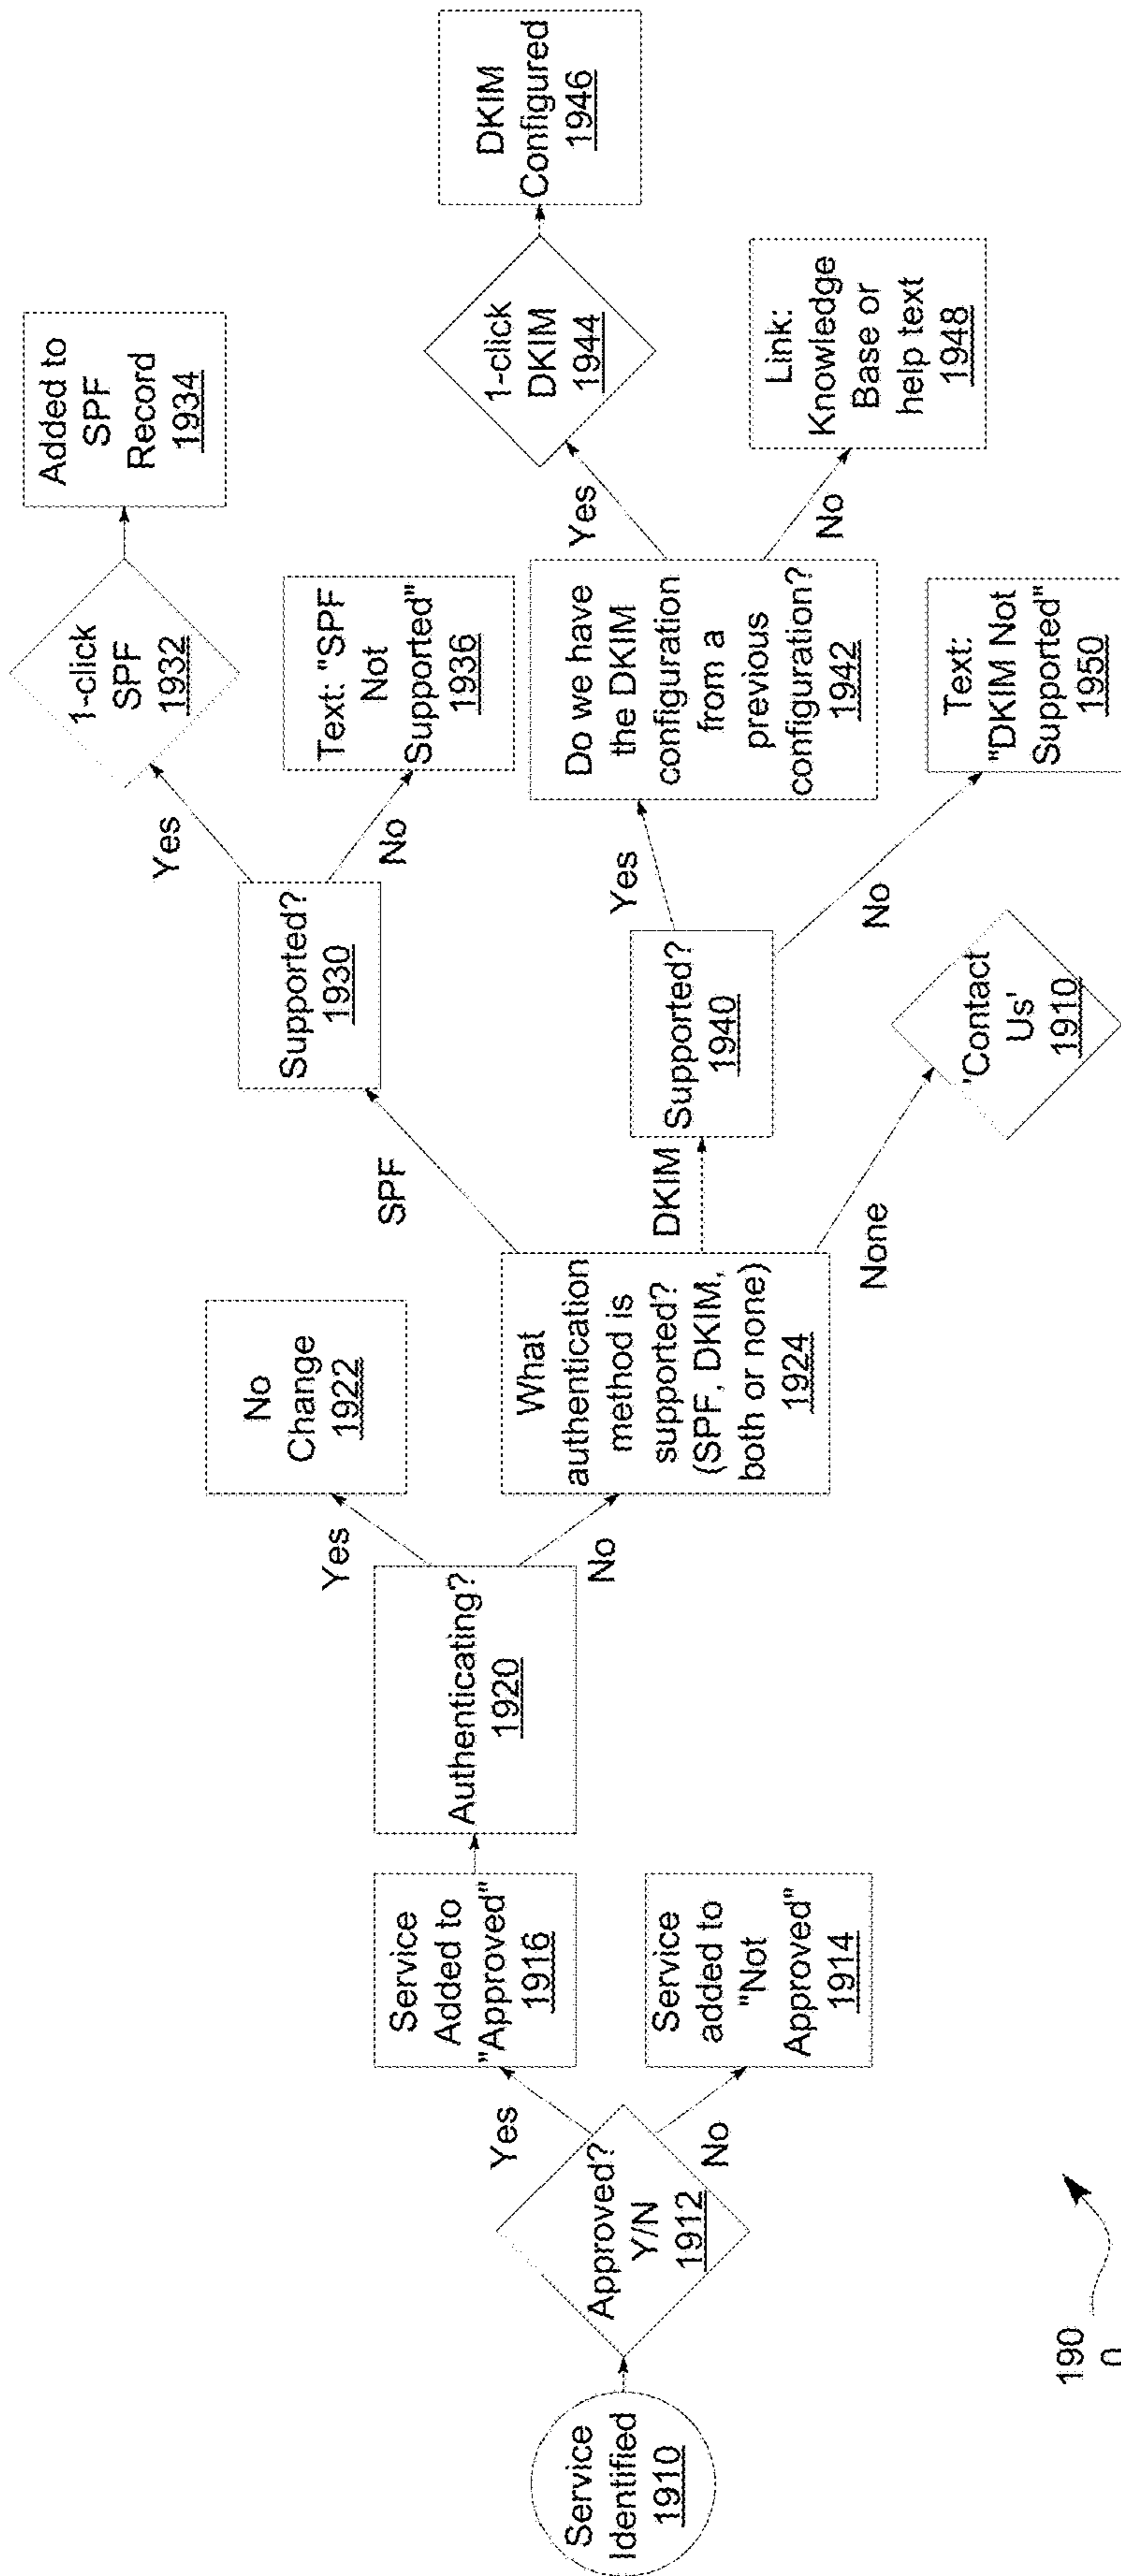 Service
Identified
1910
Approved?
Y/N
1912
Yes
No
Service
Added to
"Approved"
1916
Service
added to
"Not
Approved"
1914
Authenticating?
1920
Yes
No
No
Change
1922
What
authentication
method is
supported?
(SPF, DKIM,
both or none)
1924
SPF
DKIM
None
Supported?
1930
Yes
No
1-click
SPF
1932
Added to
SPF
Record
1934
Text: "SPF
Not
Supported"
1936
Supported?
1940
Yes
No
Do we have
the DKIM
configuration
from a
previous
configuration?
1942
Yes
No
1-click
DKIM
1944
DKIM
Configured
1946
Link:
Knowledge
Base or
help text
1948
Text:
"DKIM Not
Supported"
1950
'Contact
Us'
1910
190
0